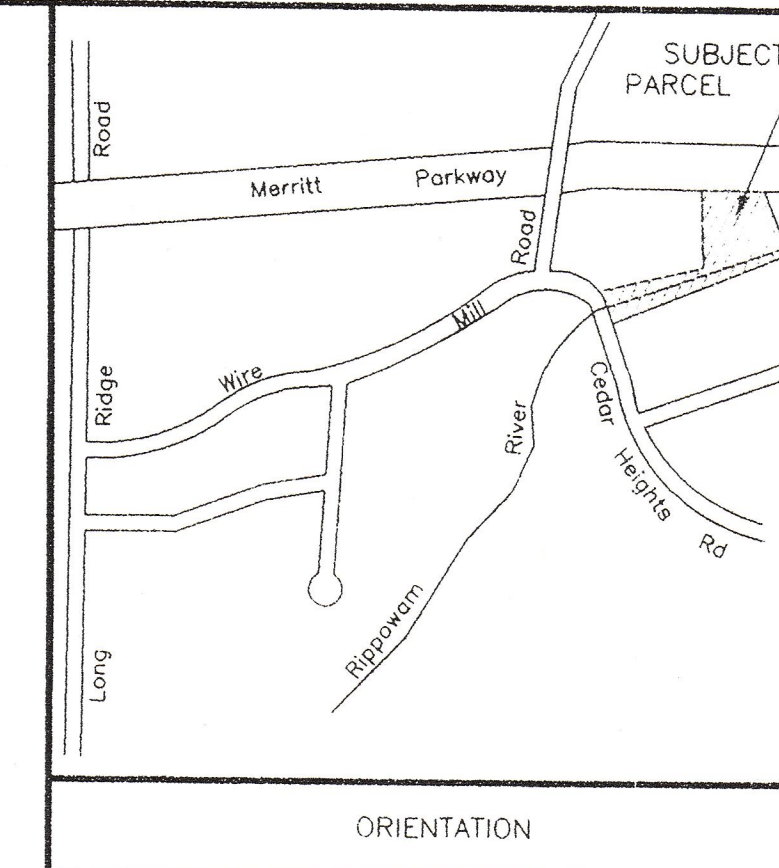 SUBJECT
PARCEL
Road
Merritt Parkway
Road
Wire Mill
Ridge
Cedar Heights Rd
River
Rippowam
Long
ORIENTATION